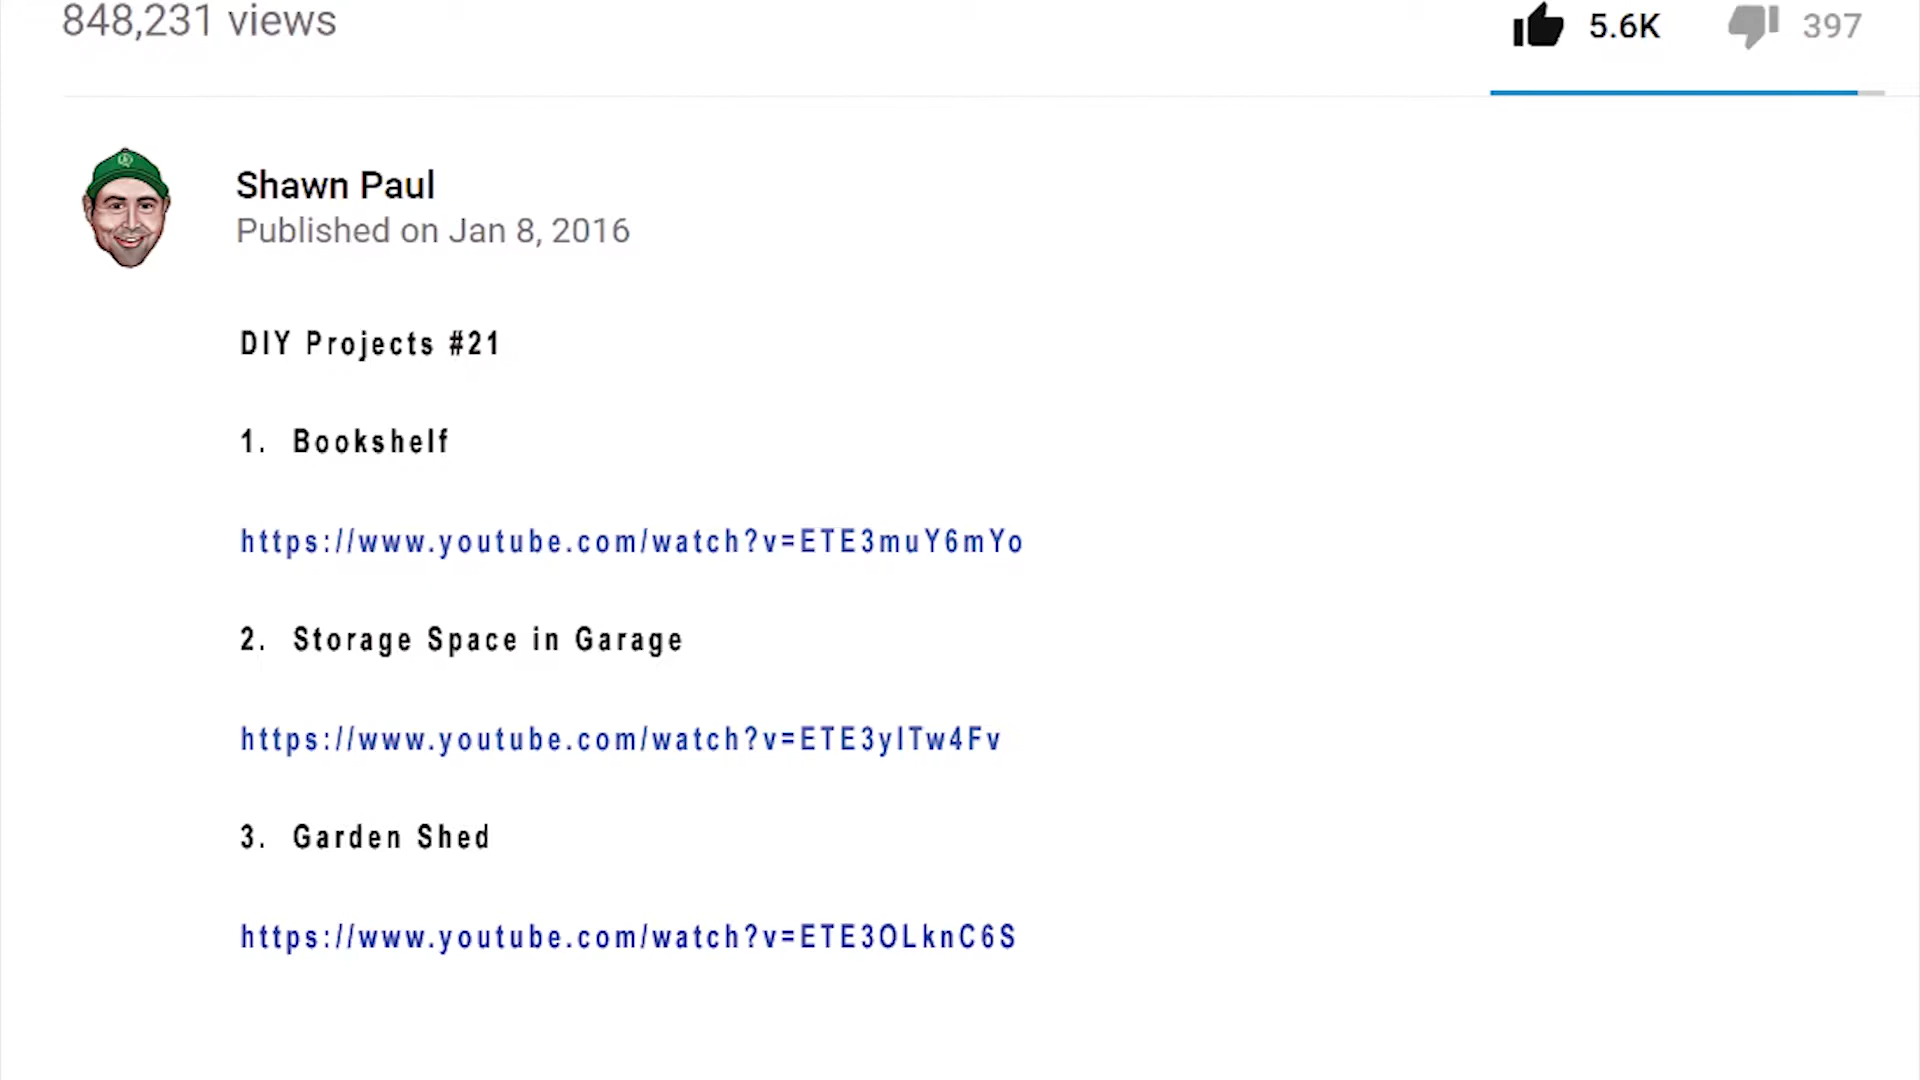 848,231 views
5.6K
397
Shawn Paul
Published on Jan 8, 2016
DIY Projects #21
1. Bookshelf
https://www.youtube.com/watch?v=ETE3muY6mYo
2. Storage Space in Garage
https://www.youtube.com/watch?v=ETE3yITw4Fv
3. Garden Shed
https://www.youtube.com/watch?v=ETE3OLknC6S